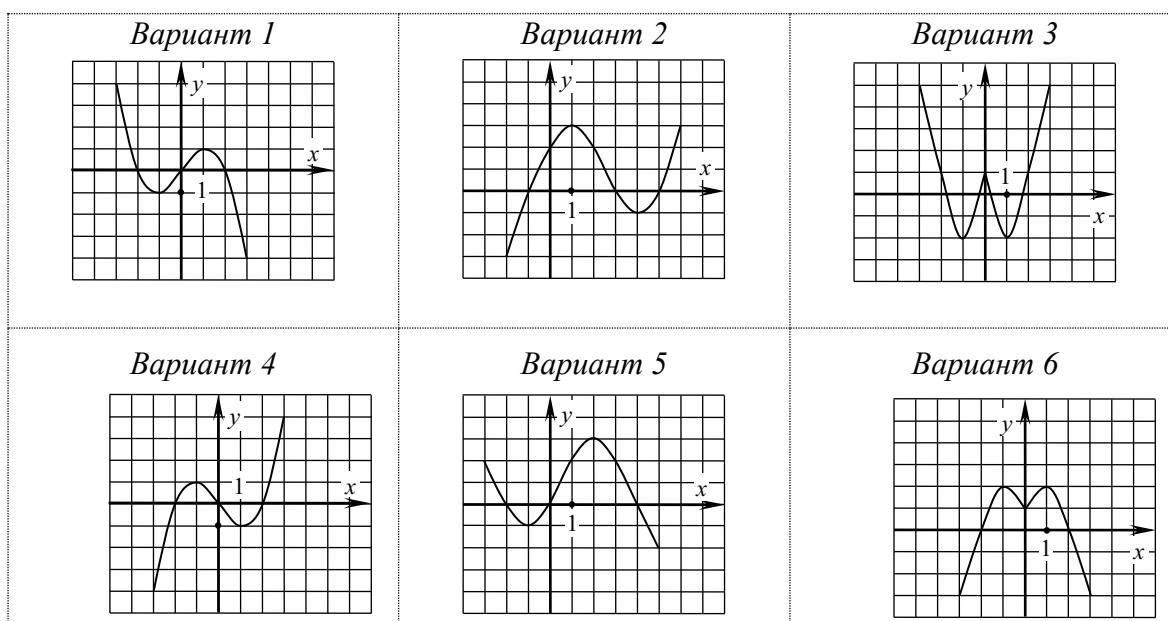 Вариант 1
y
x
1
Вариант 2
y
x
1
Вариант 3
y
1
x
Вариант 4
y
1
x
Вариант 5
y
x
1
Вариант 6
y
1
x